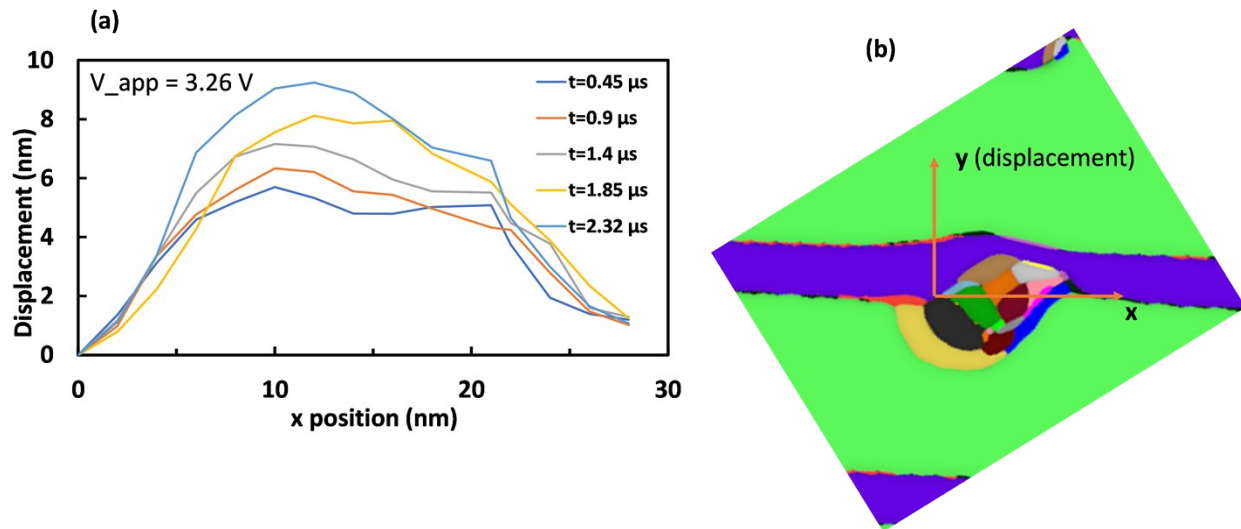 (a)
10
8
6
4
2
0
Displacement (nm)
V_app = 3.26 V
t=0.45 μs
t=0.9 μs
t=1.4 μs
t=1.85 μs
t=2.32 μs
0
10
20
30
x position (nm)
(b)
y (displacement)
x